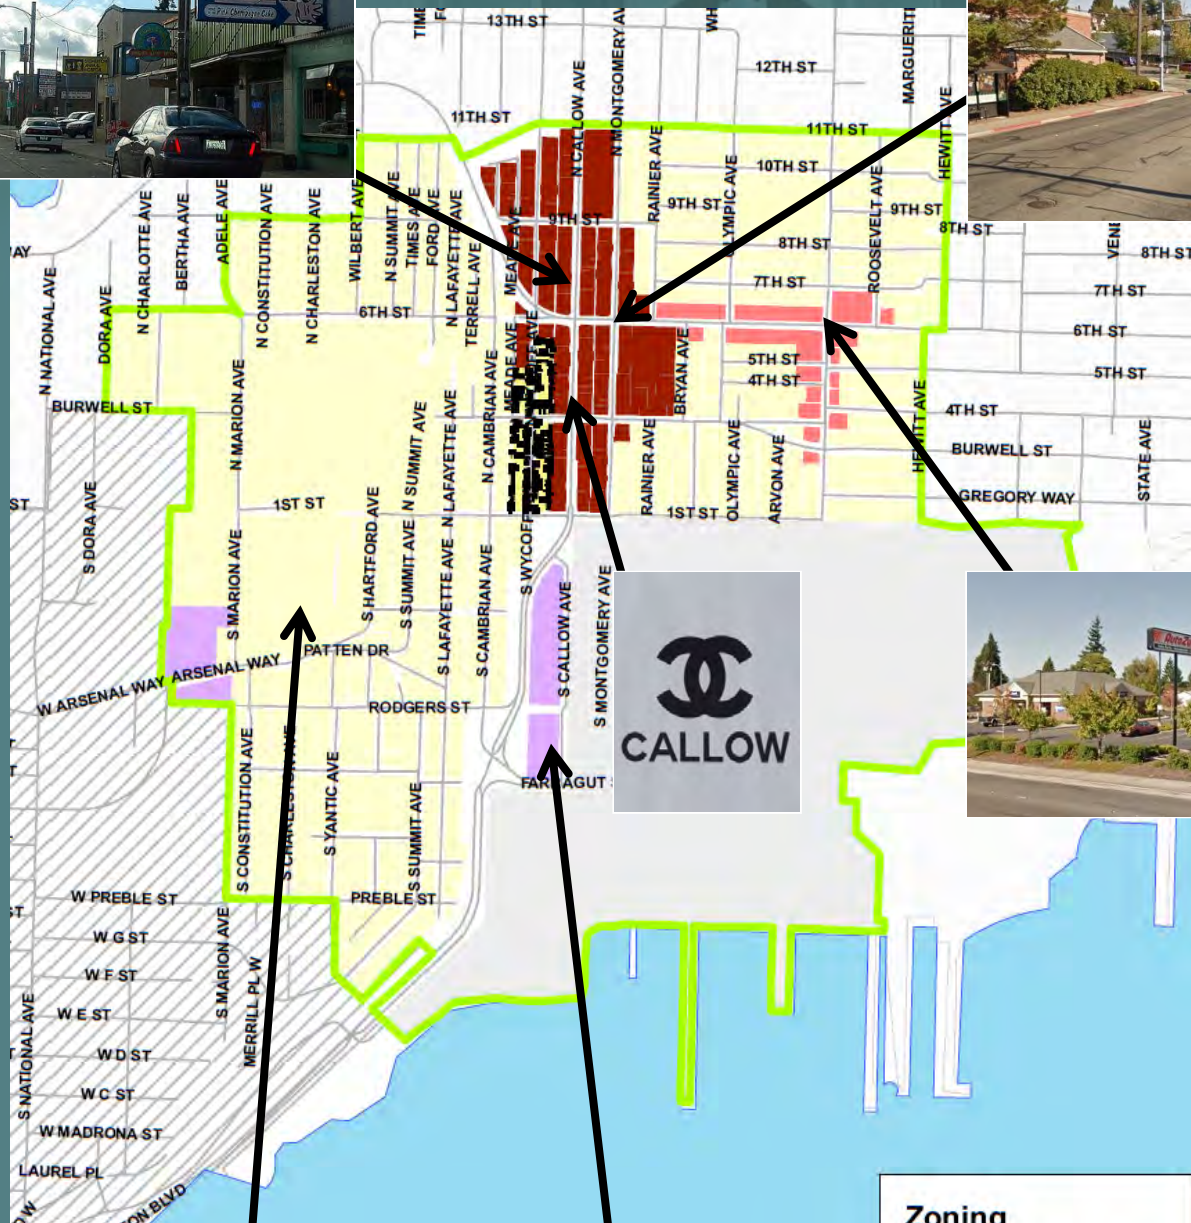 13TH ST
12TH ST
11TH ST
11TH ST
10TH ST
9TH ST
9TH ST
9TH ST
8TH ST
8TH ST
8TH ST
7TH ST
7TH ST
6TH ST
6TH ST
5TH ST
5TH ST
4TH ST
4TH ST
BURWELL ST
BURWELL ST
GREGORY WAY
1ST ST
1ST ST
N CALLOW AVE
N MONTGOMERY AV
MARGUERIT
HEWITT AVE
RAINIER AVE
OLYMPIC AVE
ROOSEVELT AVE
N NATIONAL AVE
DORA AVE
N CHARLOTTE AVE
BERTHA AVE
ADELE AVE
N CONSTITUTION AVE
N CHARLESTON AVE
WILBERT AVE
N SUMMIT AVE
TIMES AVE
FORD AVE
N LAFAYETTE AVE
TERRELL AVE
MEADE AVE
MEADE AVE
N MARION AVE
N SUMMIT AVE
N LAFAYETTE AVE
N CAMBRIAN AVE
BRYAN AVE
RAINIER AVE
OLYMPIC AVE
ARVON AVE
HEWITT AVE
STATE AVE
S DORA AVE
S MARION AVE
S HARTFORD AVE
S SUMMIT AVE
S LAFAYETTE AVE
S CAMBRIAN AVE
S WYCOFF
S CALLOW AVE
S MONTGOMERY AVE
W ARSENAL WAY
ARSENAL WAY
PATTEN DR
RODGERS ST
CALLOW
S CONSTITUTION AVE
S CHARLESTON AVE
S YANTIC AVE
S SUMMIT AVE
PREBLE ST
W PREBLE ST
W G ST
W F ST
W E ST
W D ST
W C ST
W MADRONA ST
LAUREL PL
S MARION AVE
MERRILL PL W
S NATIONAL AVE
ON BLVD
Zoning